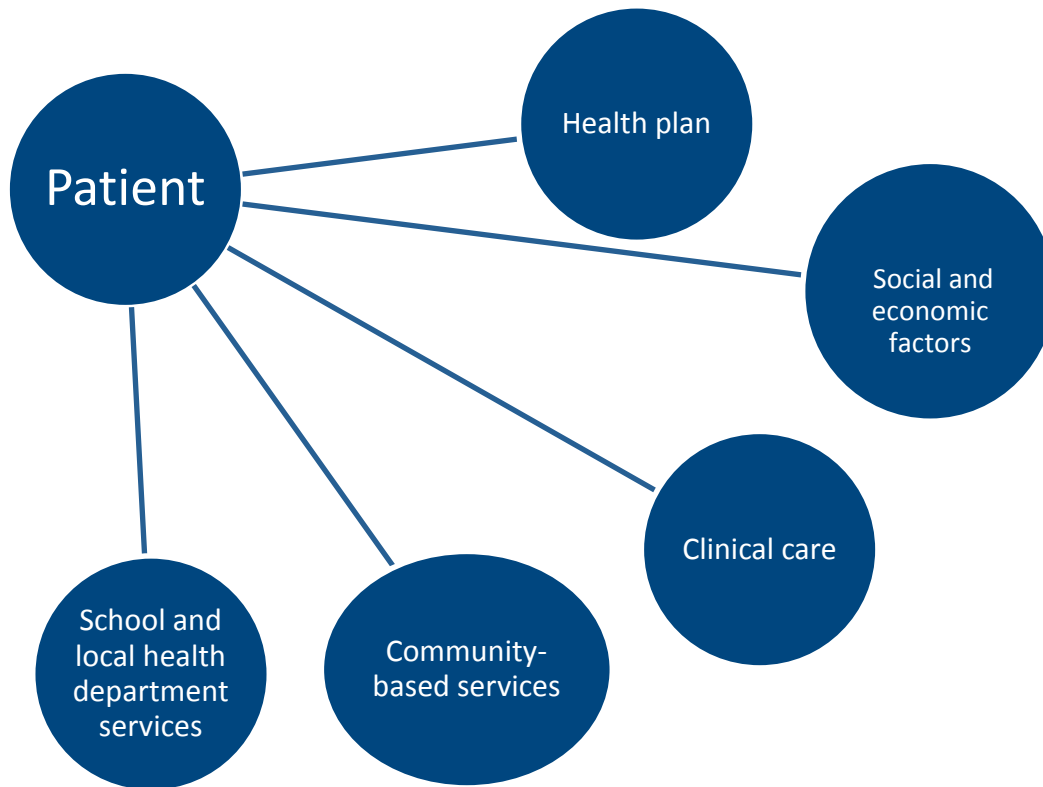 Patient
Health plan
Social and
economic
factors
Clinical care
Community-
based services
School and
local health
department
services